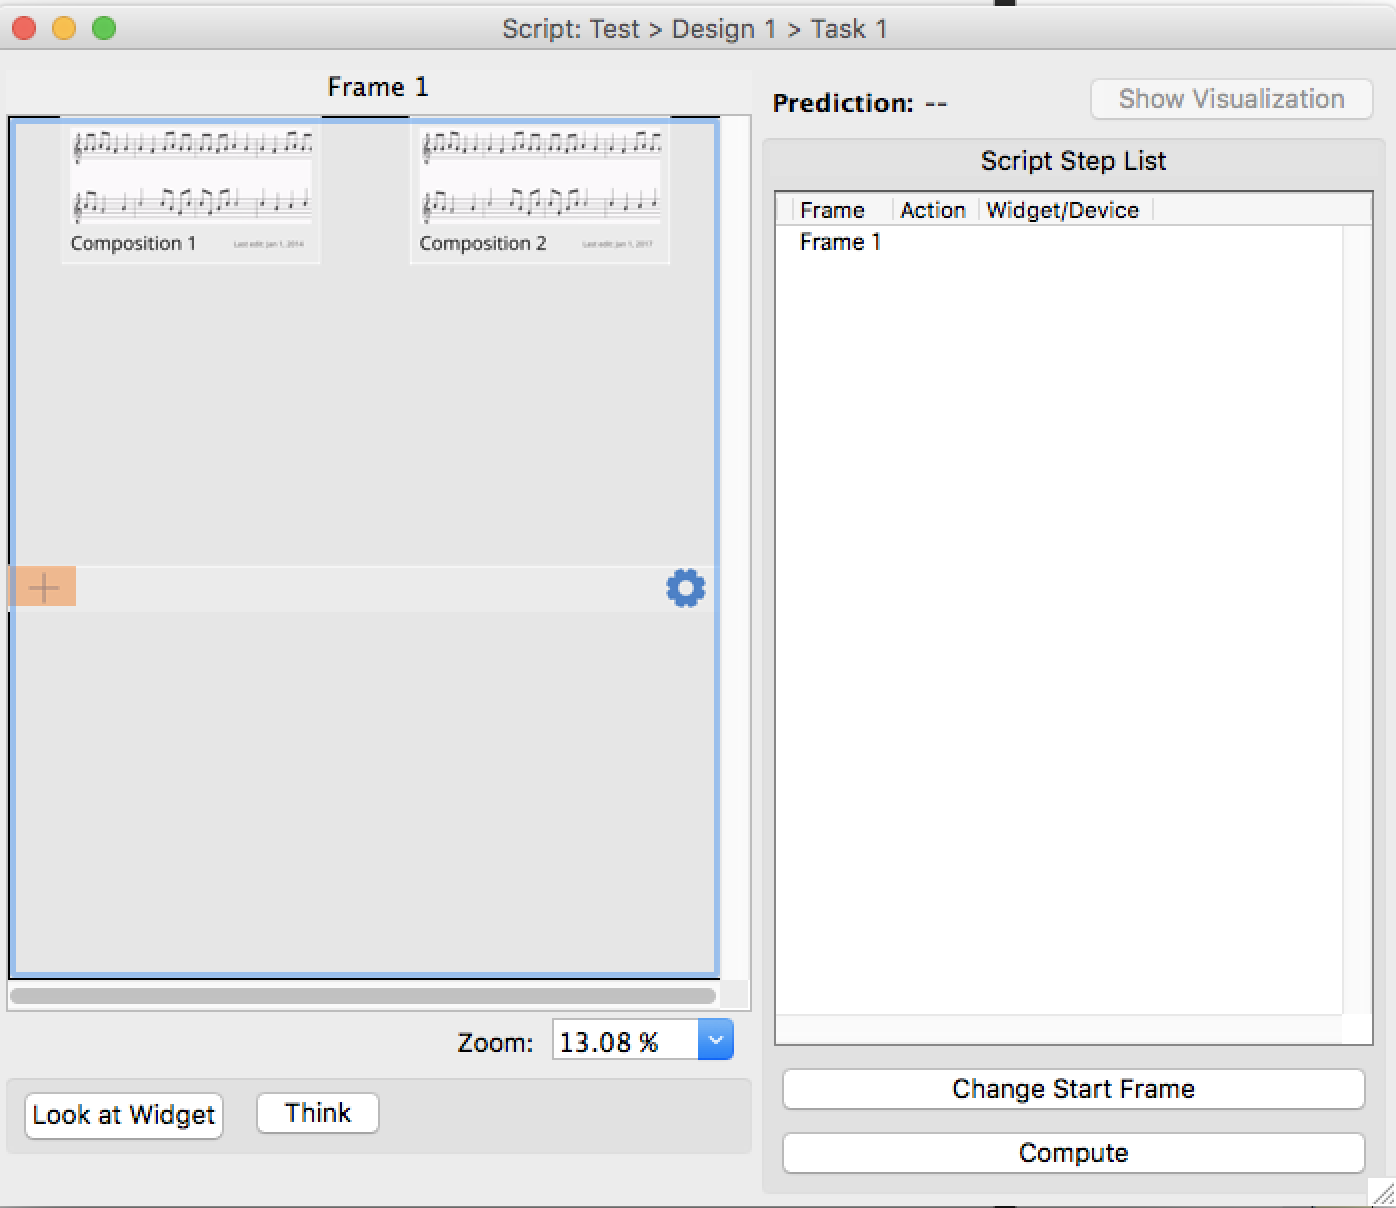 Script: Test > Design 1 > Task 1
Frame 1
Composition 1
Last edit: Jan 1, 2014
Composition 2
Last edit: Jan 1, 2017
Zoom: 13.08 %
Look at Widget
Think
Prediction: --
Show Visualization
Script Step List
Frame Action Widget/Device
Frame 1
Change Start Frame
Compute